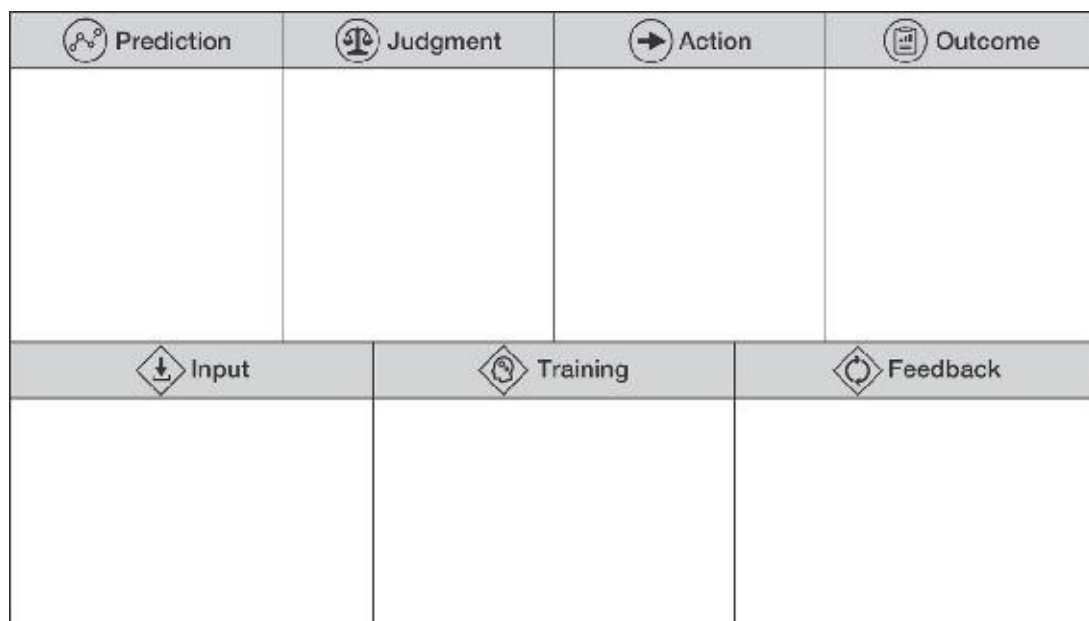 Prediction
Judgment
Action
Outcome
Input
Training
Feedback